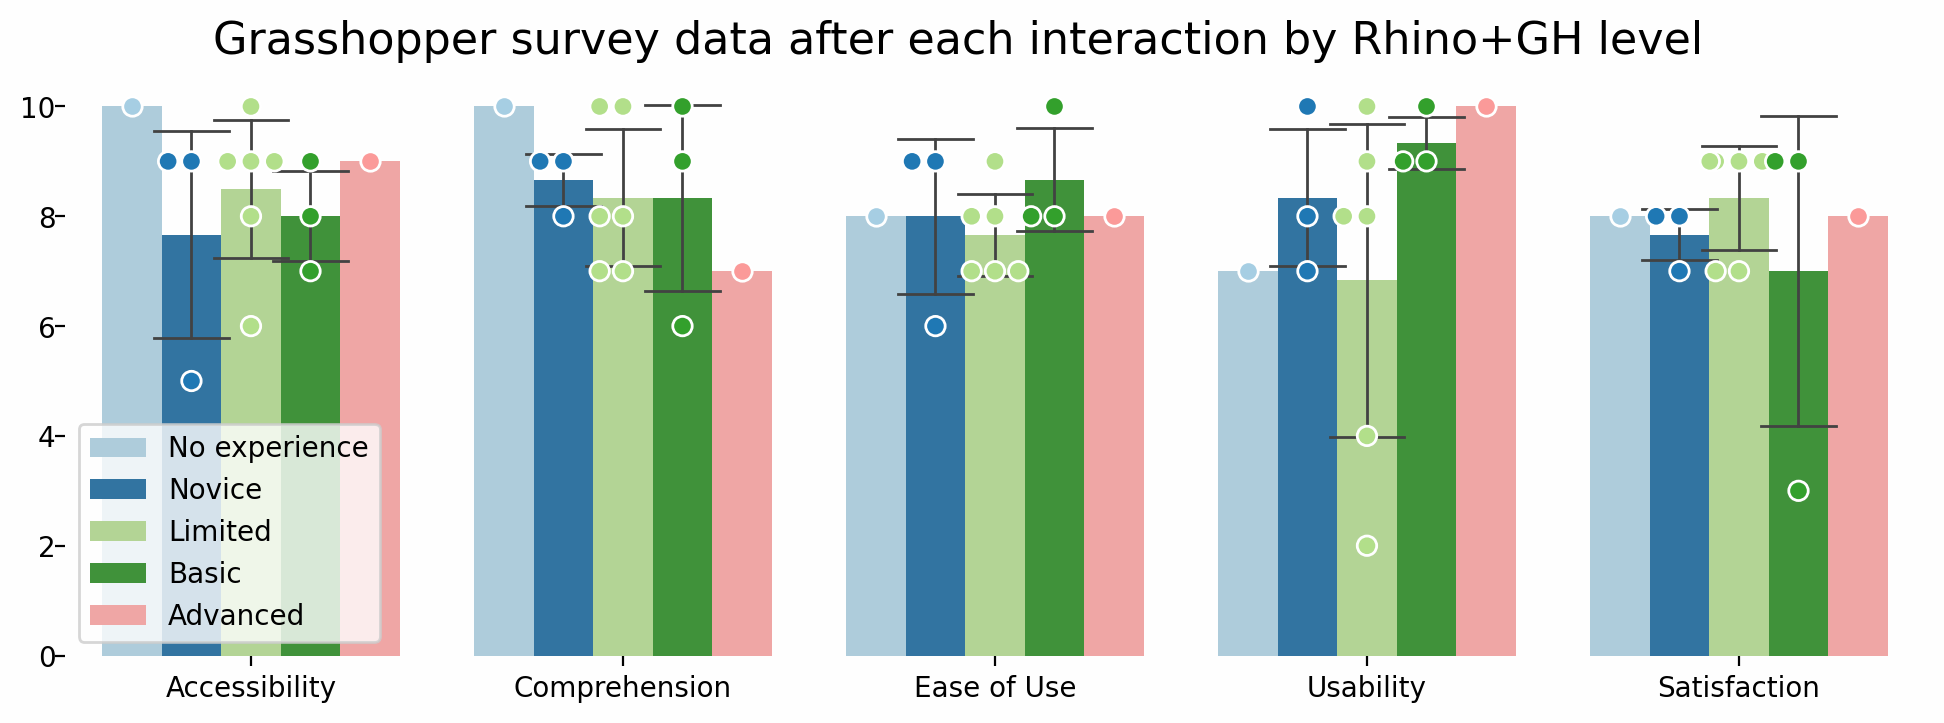 Grasshopper survey data after each interaction by Rhino+GH level
10
8
6
4
2
0
No experience
Novice
Limited
Basic
Advanced
Accessibility
Comprehension
Ease of Use
Usability
Satisfaction